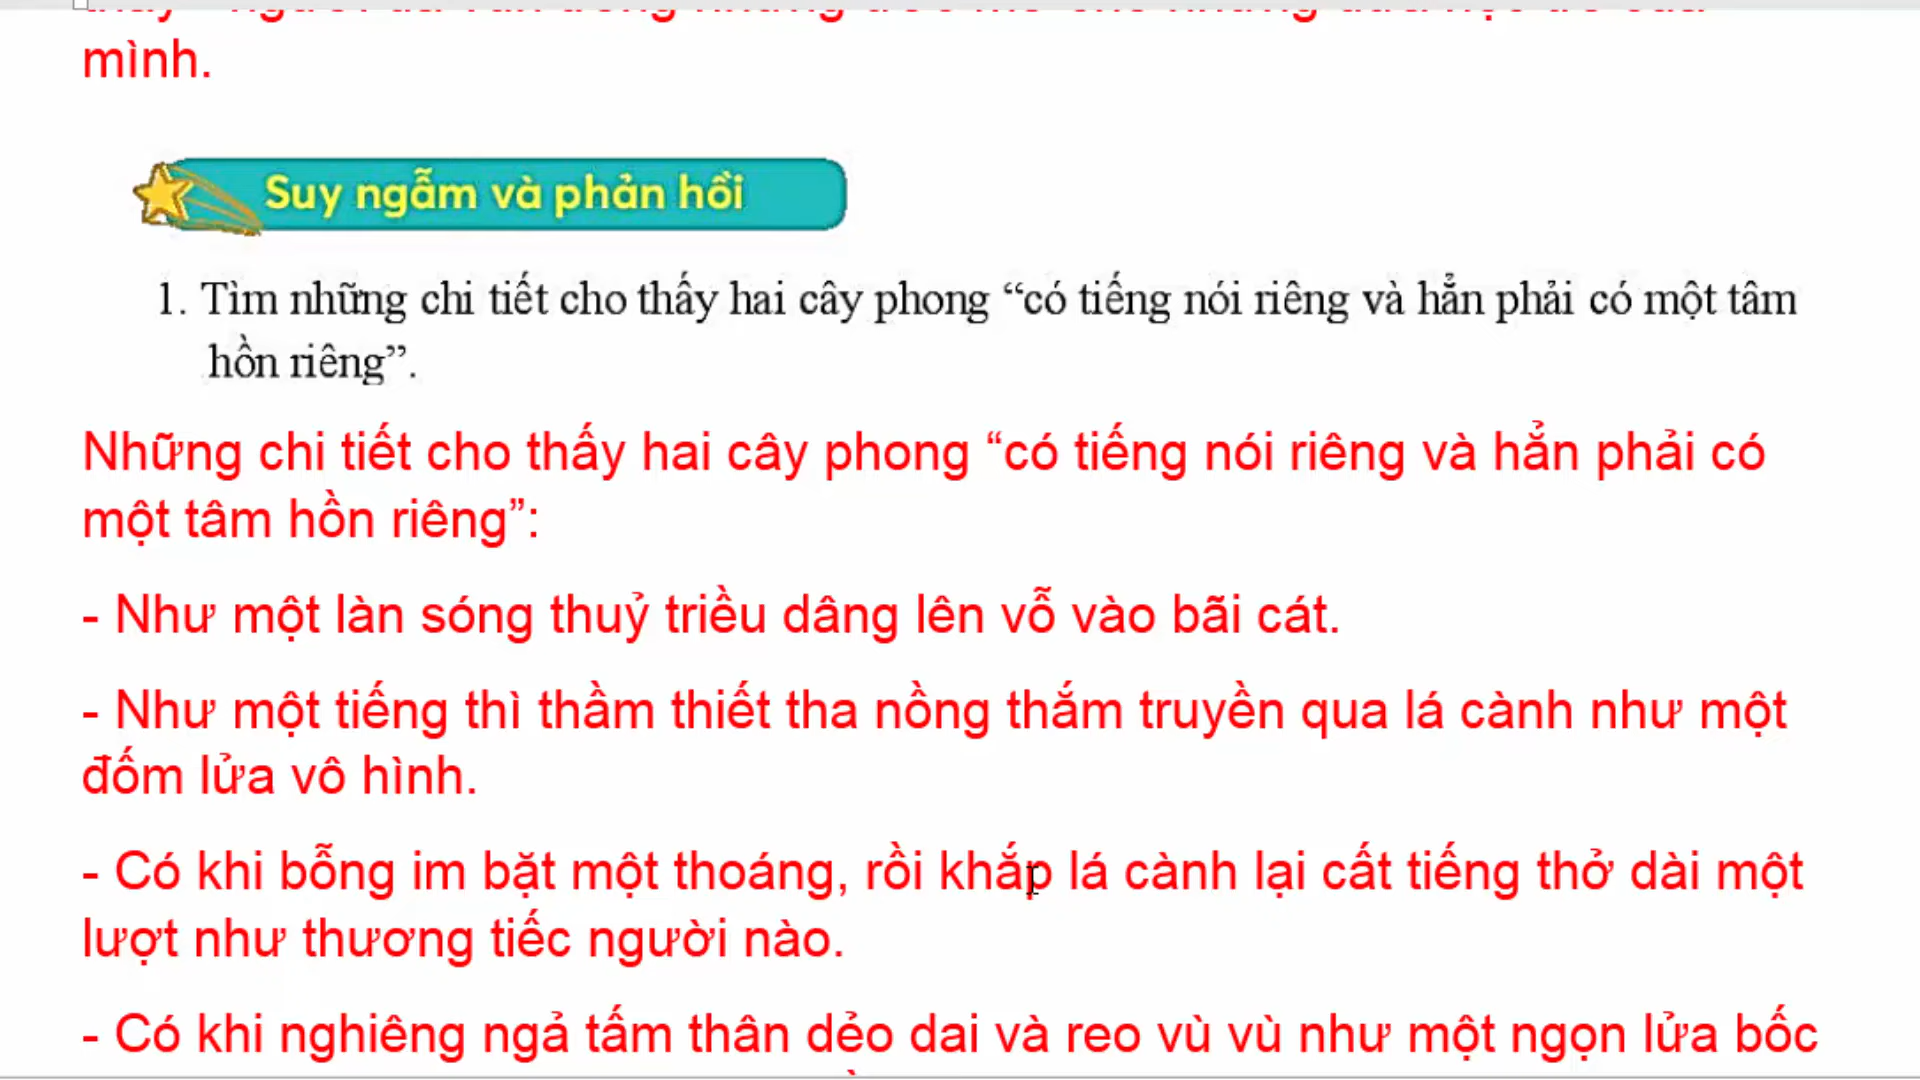 mình.
Suy ngẫm và phản hồi
1. Tìm những chi tiết cho thấy hai cây phong “có tiếng nói riêng và hẳn phải có một tâm
hồn riêng”.
Những chi tiết cho thấy hai cây phong “có tiếng nói riêng và hẳn phải có
một tâm hồn riêng”:
- Như một làn sóng thuỷ triều dâng lên vỗ vào bãi cát.
- Như một tiếng thì thầm thiết tha nồng thắm truyền qua lá cành như một
đốm lửa vô hình.
- Có khi bỗng im bặt một thoáng, rồi khắp lá cành lại cất tiếng thở dài một
lượt như thương tiếc người nào.
- Có khi nghiêng ngả tấm thân dẻo dai và reo vù vù như một ngọn lửa bốc